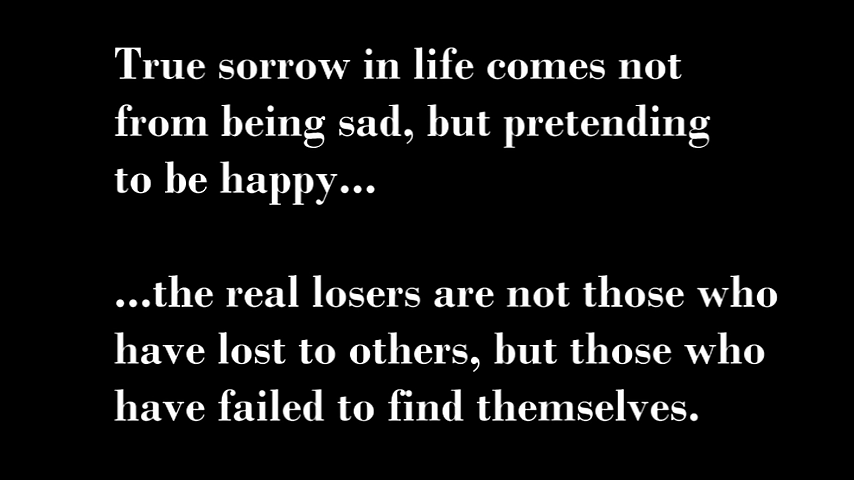 True sorrow in life comes not
from being sad, but pretending
to be happy...
...the real losers are not those who
have lost to others, but those who
have failed to find themselves.